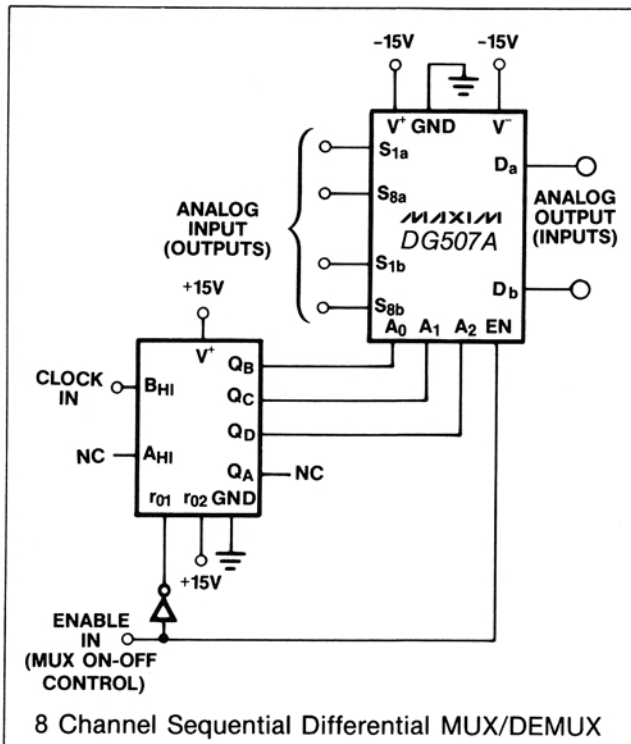 -15V
-15V
V+ GND V-
S1a
Da
S8a
ANALOG
INPUT
(OUTPUTS)
MAXIM
DG507A
ANALOG
OUTPUT
(INPUTS)
S1b
Db
S8b
+15V
A0 A1 A2 EN
V+
QB
CLOCK
IN
BHI
QC
QD
NC
AHI
QA
NC
r01 r02 GND
+15V
ENABLE
IN
(MUX ON-OFF
CONTROL)
8 Channel Sequential Differential MUX/DEMUX